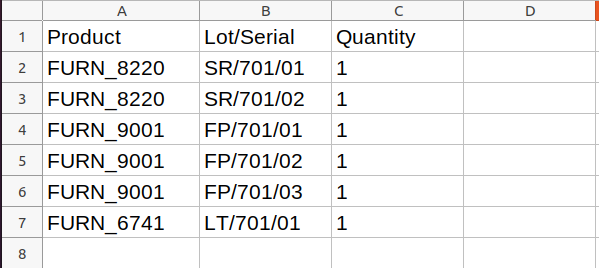 A B C D
1 Product Lot/Serial Quantity
2 FURN_8220 SR/701/01 1
3 FURN_8220 SR/701/02 1
4 FURN_9001 FP/701/01 1
5 FURN_9001 FP/701/02 1
6 FURN_9001 FP/701/03 1
7 FURN_6741 LT/701/01 1
8